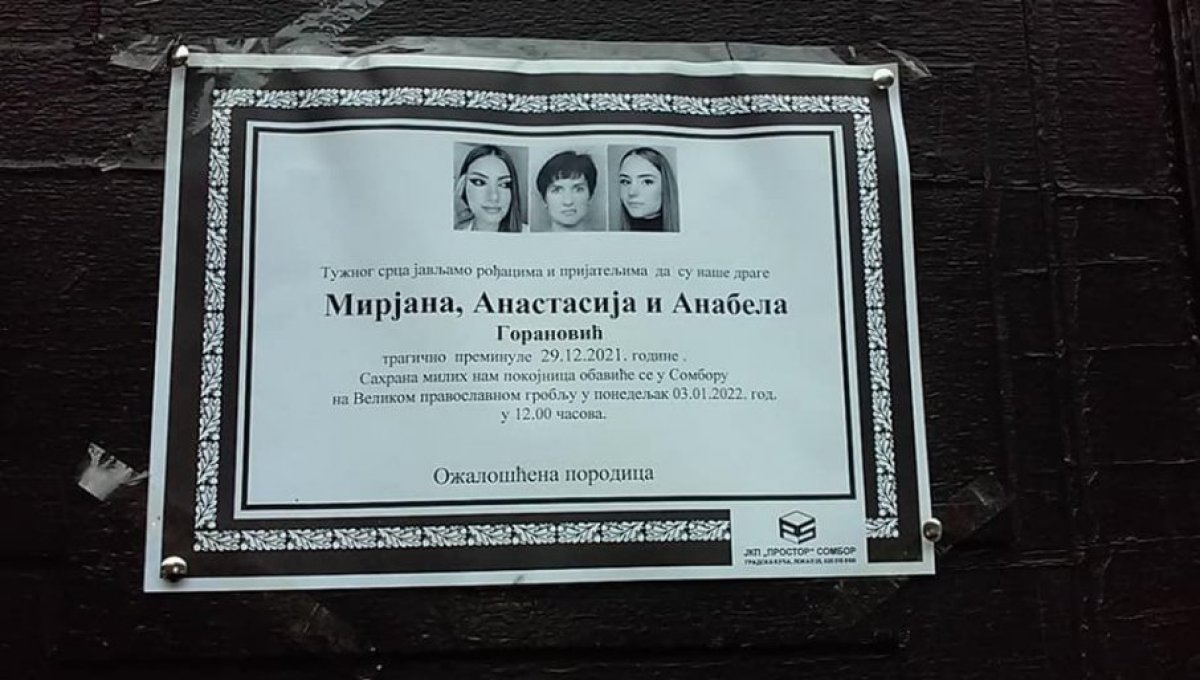 Тужног срца јављамо рођацима и пријатељима да су наше драге
Мирјана, Анастасија и Анабела
Горановић
трагично преминуле 29.12.2021. године .
Сахрана милих нам покојница обавиће се у Сомбору
на Великом православном гробљу у понедељак 03.01.2022. год.
у 12.00 часова.
Ожалошћена породица
ЈКП „ПРОСТОР“ СОМБОР